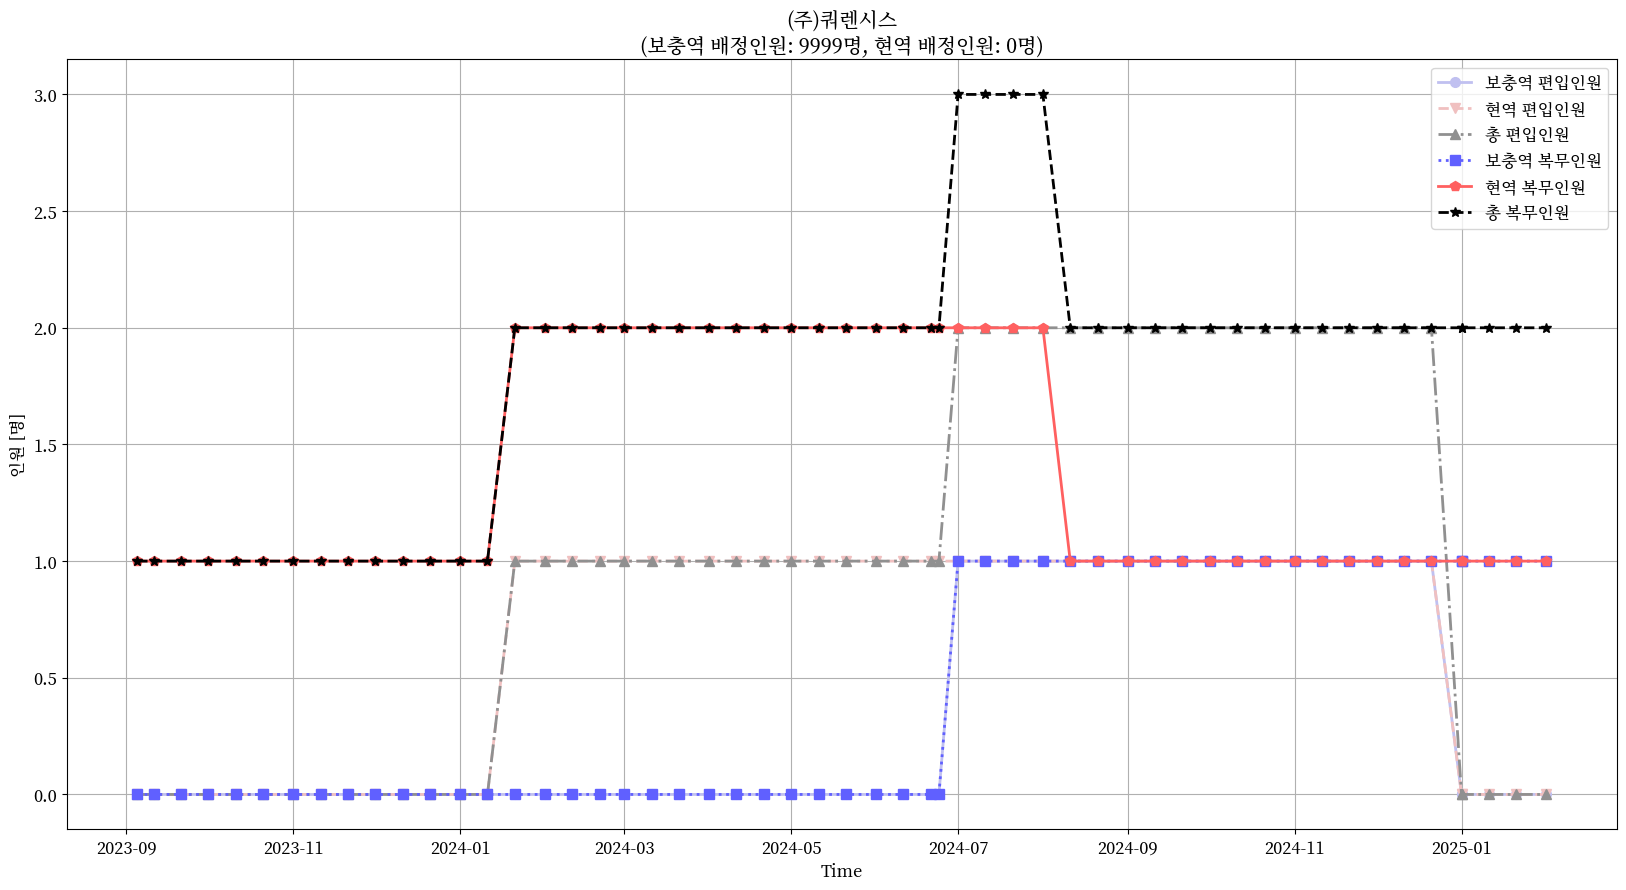 (주)쿼렌시스
(보충역 배정인원: 9999명, 현역 배정인원: 0명)
보충역 편입인원
현역 편입인원
총 편입인원
보충역 복무인원
현역 복무인원
총 복무인원
인원 [명]
3.0
2.5
2.0
1.5
1.0
0.5
0.0
2023-09
2023-11
2024-01
2024-03
2024-05
2024-07
2024-09
2024-11
2025-01
Time